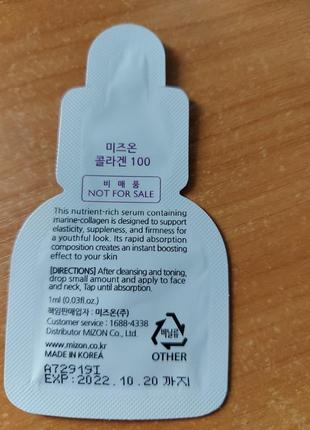 미즈온
콜라겐 100
비 매 품
NOT FOR SALE
This nutrient-rich serum containing
marine-collagen is designed to support
elasticity, suppleness, and firmness for
a youthful look. Its rapid absorption
composition creates an instant boosting
effect to your skin
[DIRECTIONS] After cleansing and toning,
drop small amount and apply to face
and neck, Tap until absorption.
1ml (0.03fl.oz.)
책임판매업자 : 미즈온(주)
Customer service : 1688-4338
Distributor MIZON Co., Ltd.
www.mizon.co.kr
MADE IN KOREA
비닐류
OTHER
A72919I
EXP:2022.10.20 까지